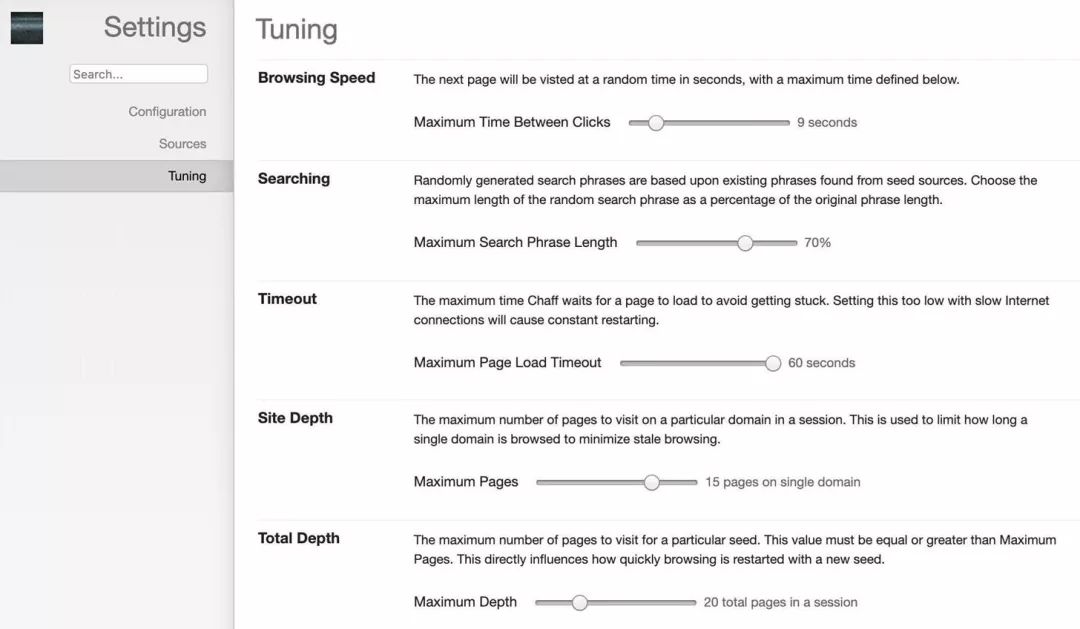 Settings
Search...
Configuration
Sources
Tuning
Tuning
Browsing Speed
The next page will be visted at a random time in seconds, with a maximum time defined below.
Maximum Time Between Clicks
9 seconds
Searching
Randomly generated search phrases are based upon existing phrases found from seed sources. Choose the
maximum length of the random search phrase as a percentage of the original phrase length.
Maximum Search Phrase Length
70%
Timeout
The maximum time Chaff waits for a page to load to avoid getting stuck. Setting this too low with slow Internet
connections will cause constant restarting.
Maximum Page Load Timeout
60 seconds
Site Depth
The maximum number of pages to visit on a particular domain in a session. This is used to limit how long a
single domain is browsed to minimize stale browsing.
Maximum Pages
15 pages on single domain
Total Depth
The maximum number of pages to visit for a particular seed. This value must be equal or greater than Maximum
Pages. This directly influences how quickly browsing is restarted with a new seed.
Maximum Depth
20 total pages in a session